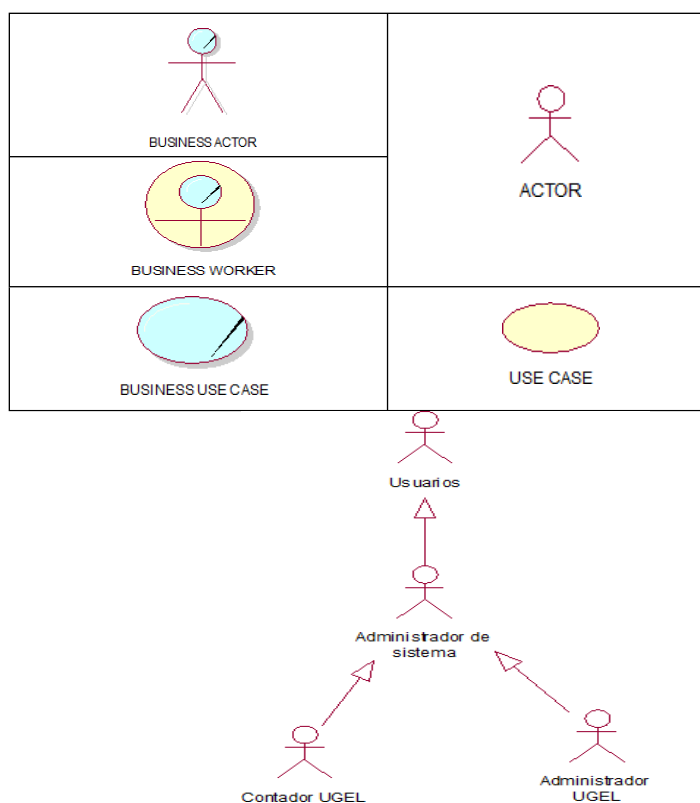 BUSINESS ACTOR
ACTOR
BUSINESS WORKER
BUSINESS USE CASE
USE CASE
Usuarios
Administrador de
sistema
Contador UGEL
Administrador
UGEL